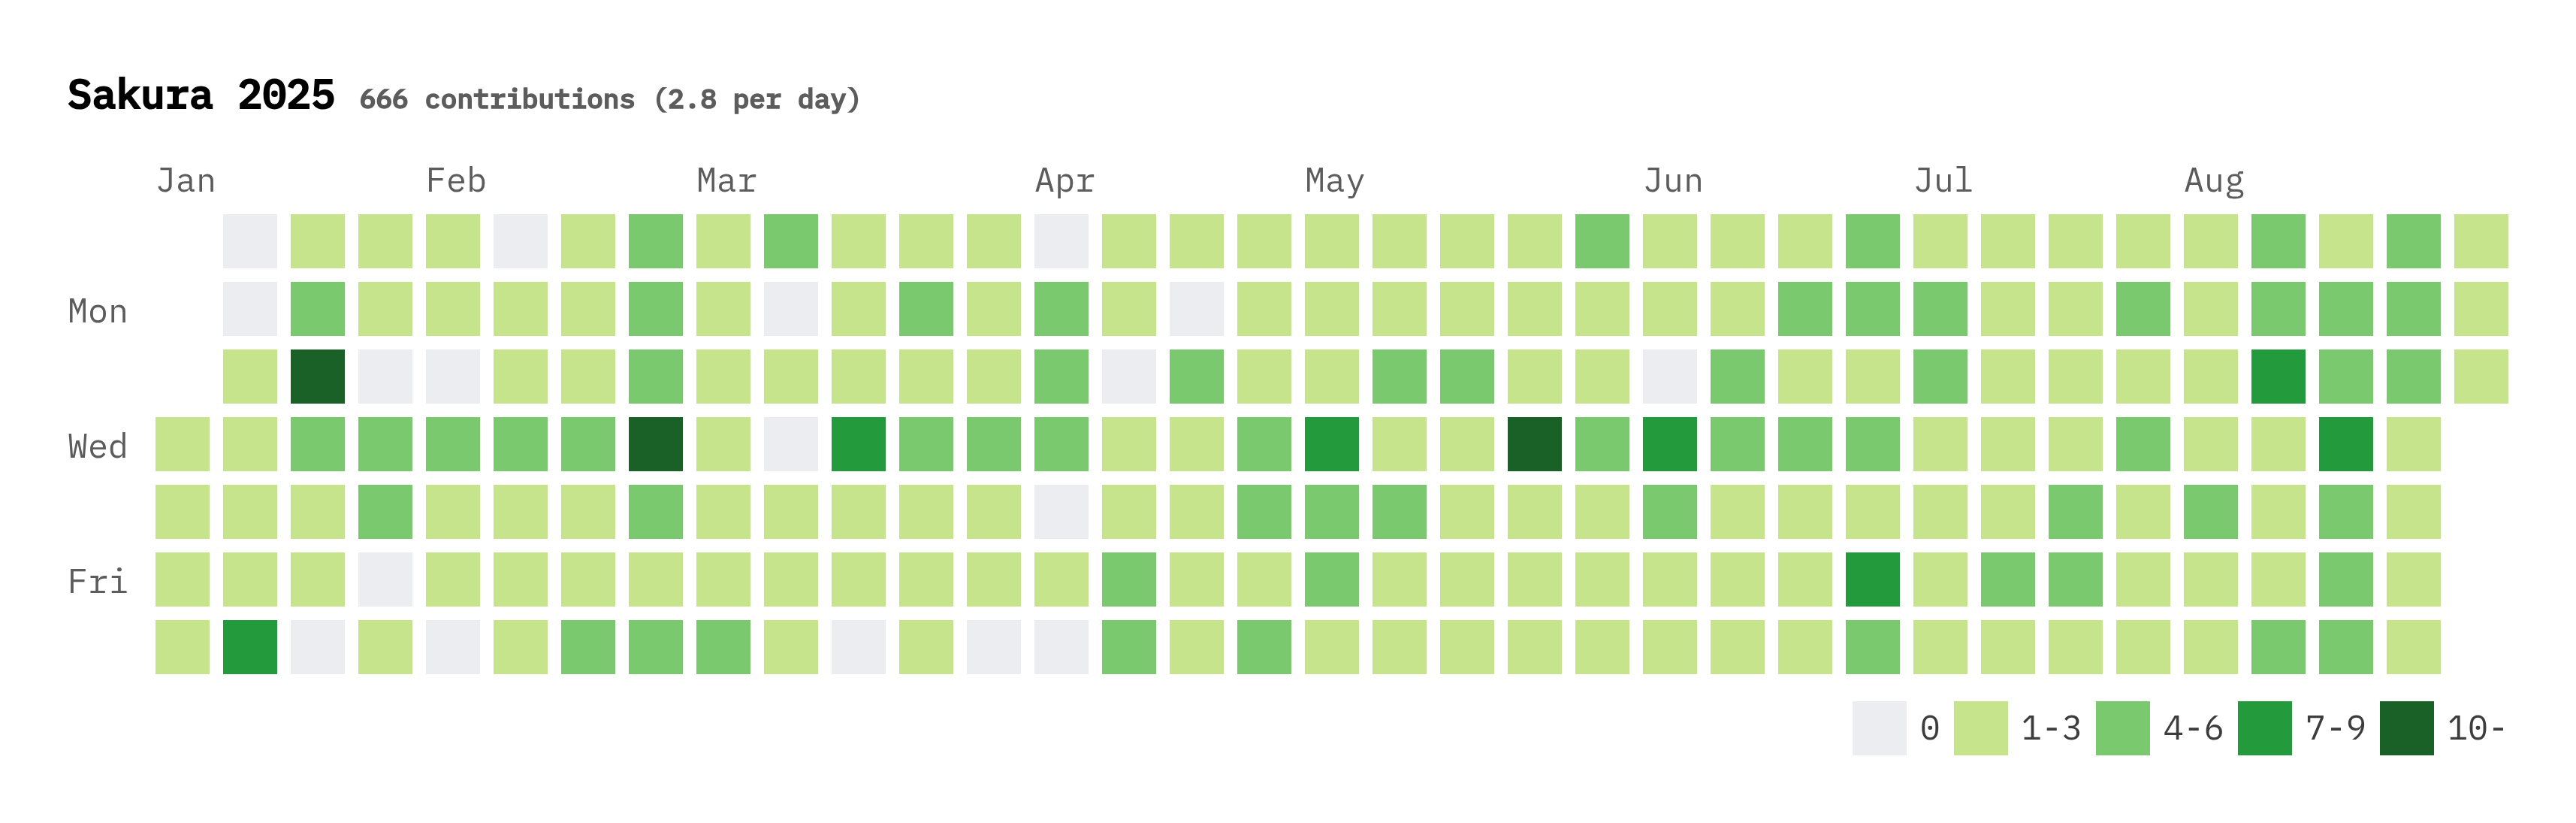 Sakura 2025 666 contributions (2.8 per day)
Jan Feb Mar Apr May Jun Jul Aug
Mon
Wed
Fri
0 1-3 4-6 7-9 10-